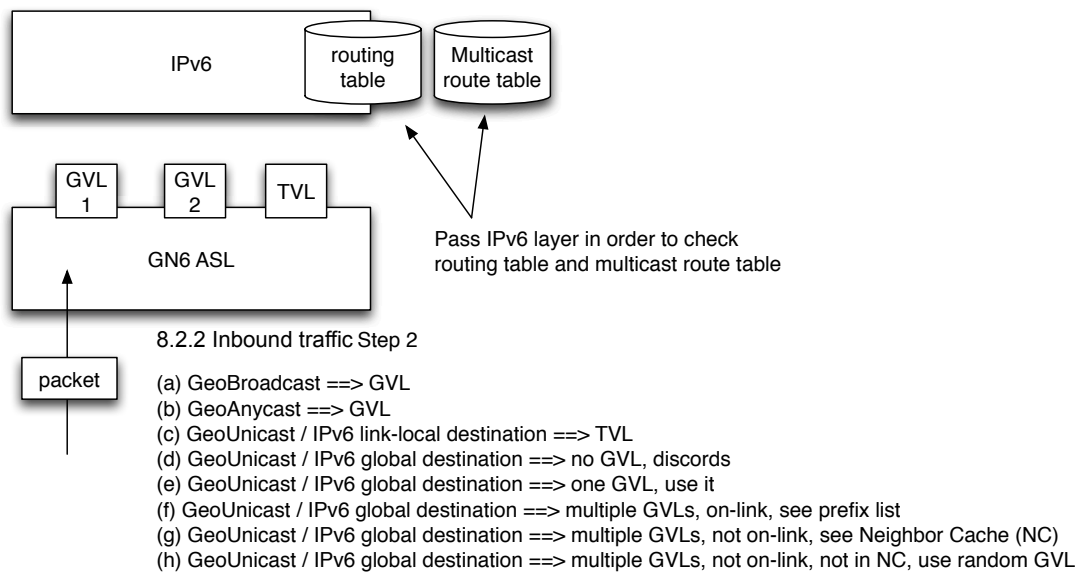 IPv6
routing
table
Multicast
route table
GVL
1
GVL
2
TVL
GN6 ASL
Pass IPv6 layer in order to check
routing table and multicast route table
packet
8.2.2 Inbound traffic Step 2
(a) GeoBroadcast ==> GVL
(b) GeoAnycast ==> GVL
(c) GeoUnicast / IPv6 link-local destination ==> TVL
(d) GeoUnicast / IPv6 global destination ==> no GVL, discords
(e) GeoUnicast / IPv6 global destination ==> one GVL, use it
(f) GeoUnicast / IPv6 global destination ==> multiple GVLs, on-link, see prefix list
(g) GeoUnicast / IPv6 global destination ==> multiple GVLs, not on-link, see Neighbor Cache (NC)
(h) GeoUnicast / IPv6 global destination ==> multiple GVLs, not on-link, not in NC, use random GVL